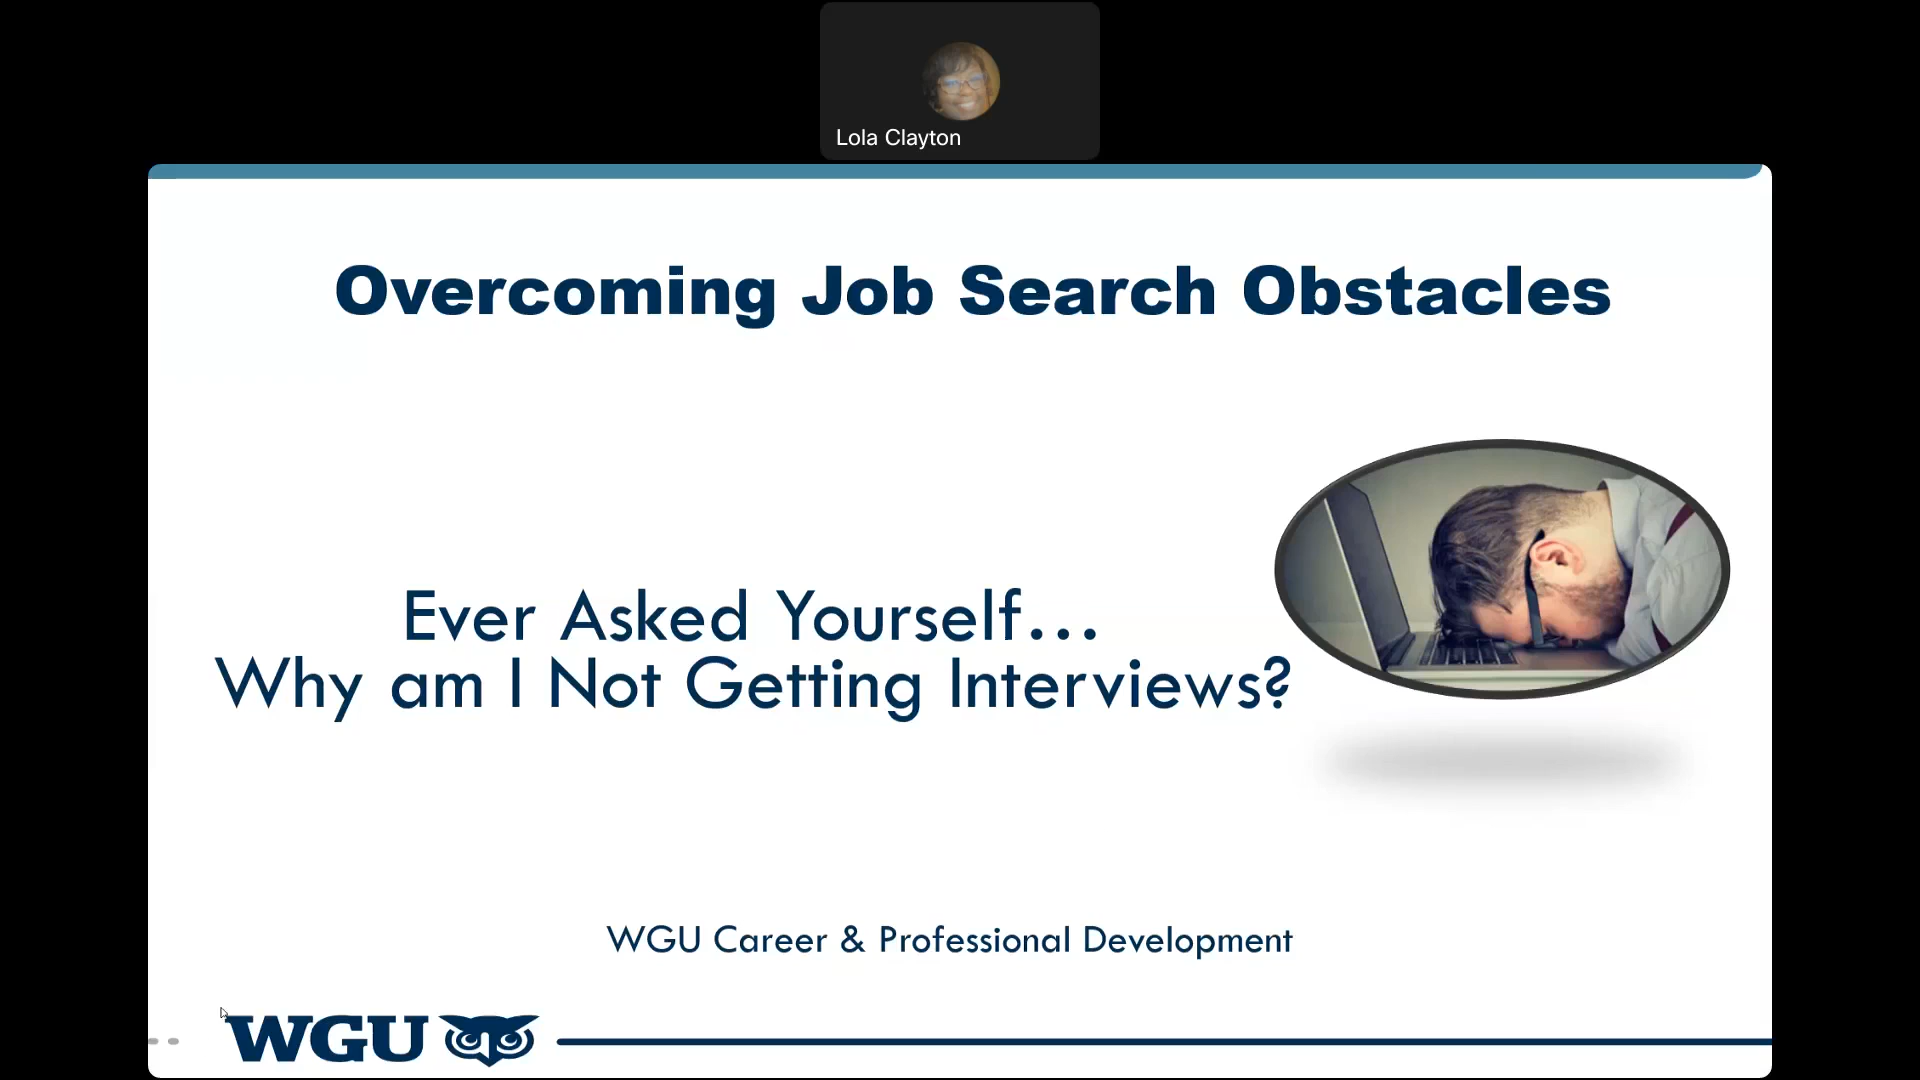 Lola Clayton
Overcoming Job Search Obstacles
Ever Asked Yourself...
Why am I Not Getting Interviews?
WGU Career & Professional Development
WGU